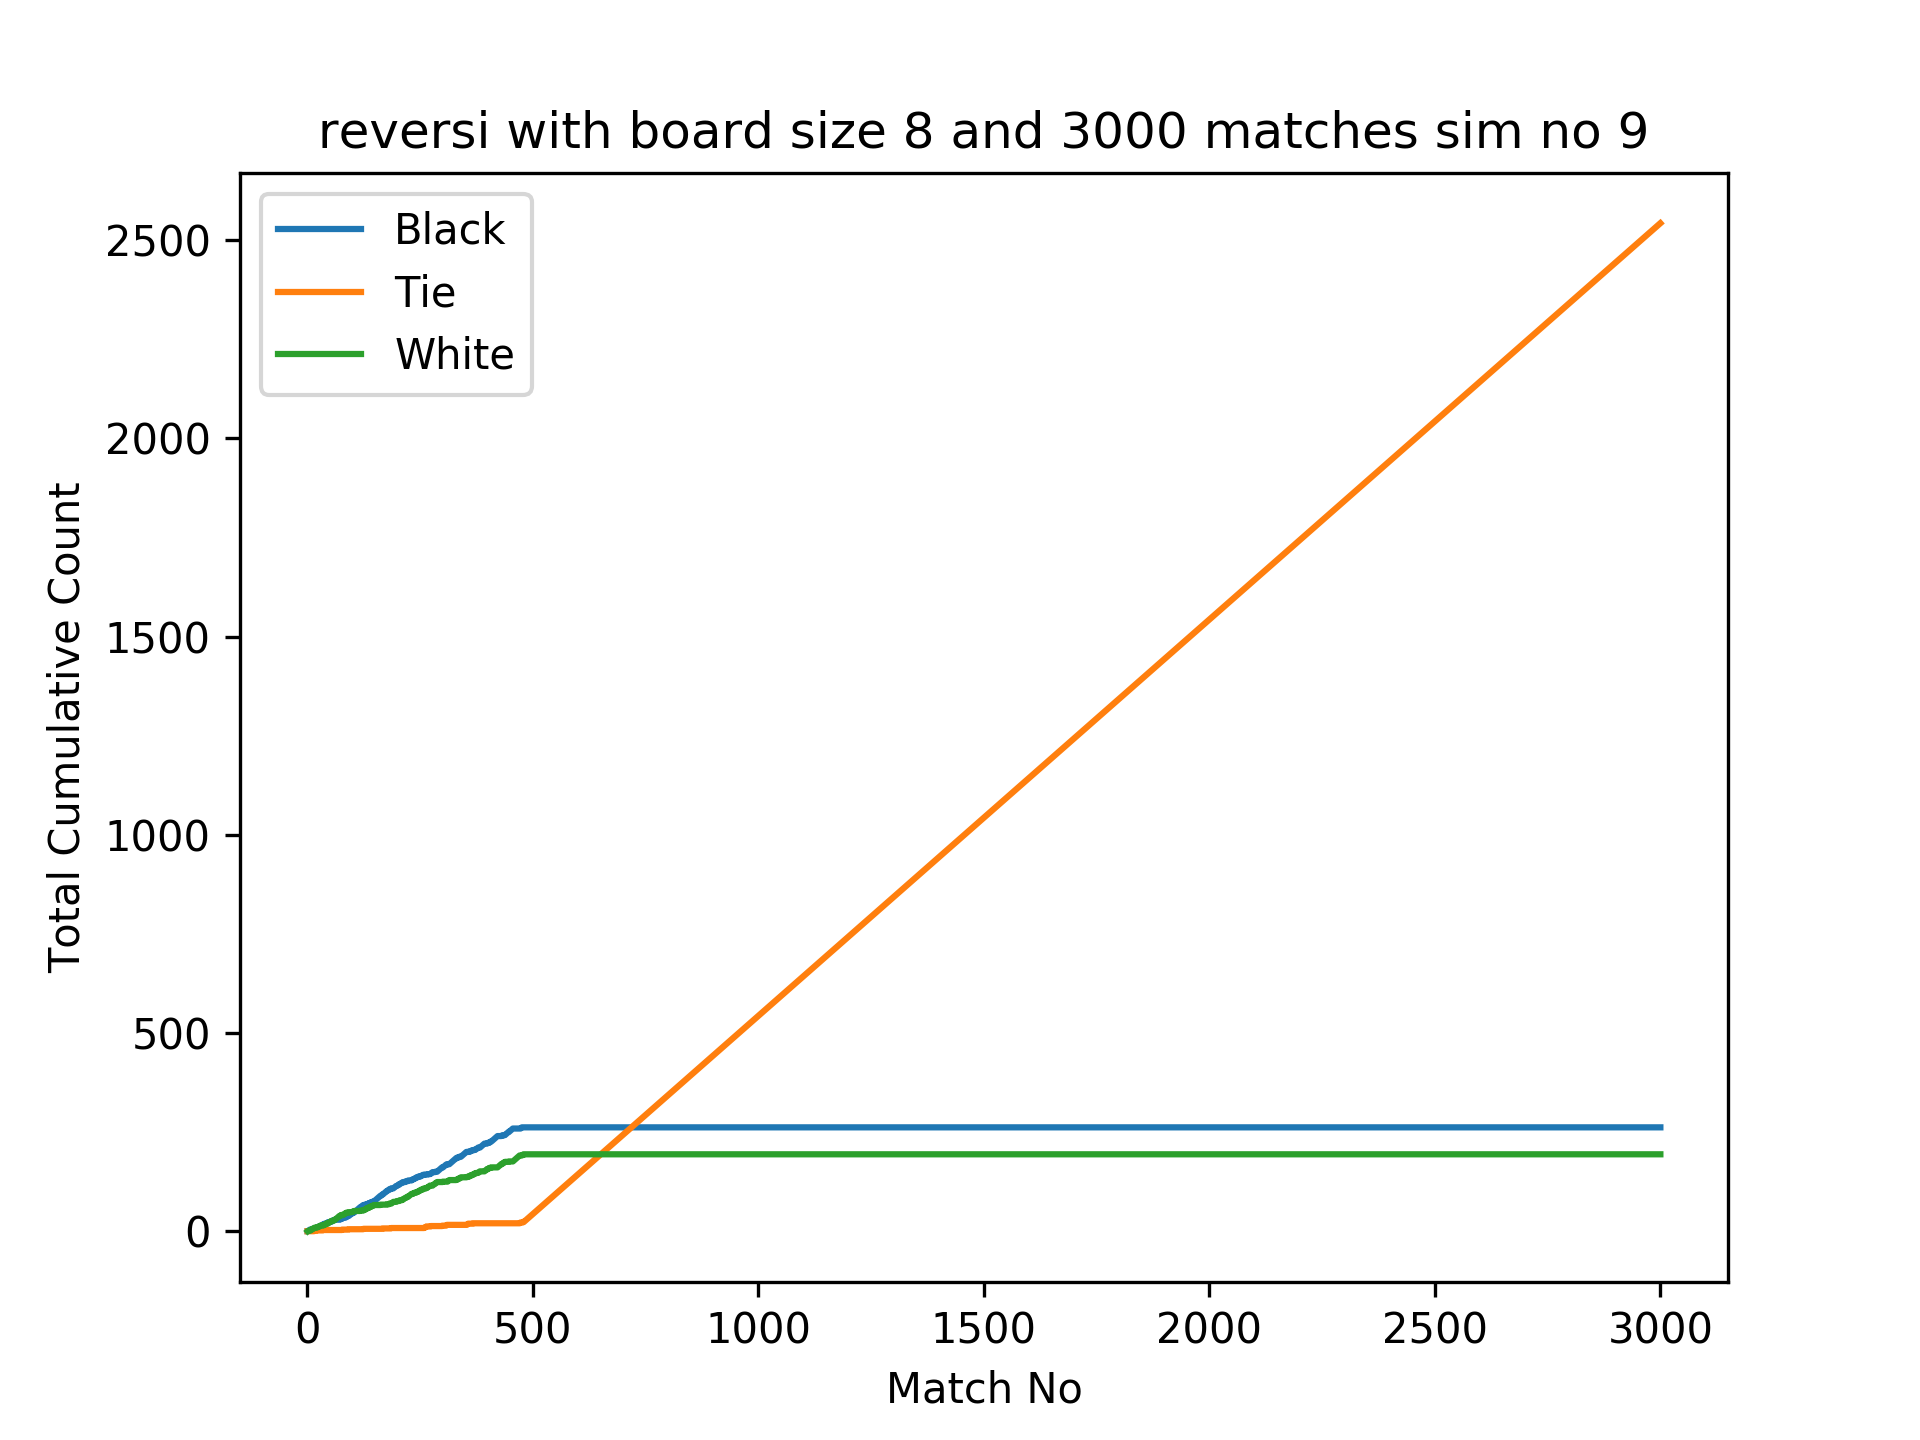 reversi with board size 8 and 3000 matches sim no 9
Black
Tie
White
2500
2000
1500
1000
500
0
Total Cumulative Count
0 500 1000 1500 2000 2500 3000
Match No